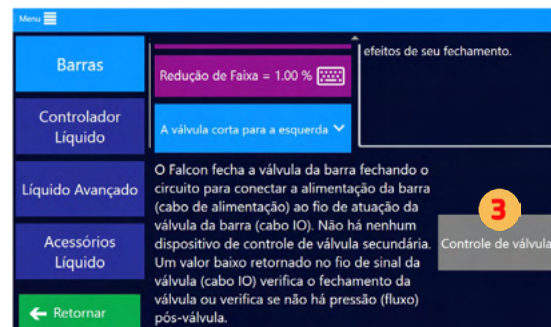 Menu
Barras
Controlador
Líquido
Líquido Avançado
Acessórios
Líquido
Retornar
Redução de Faixa = 1.00 %
A válvula corta para a esquerda
efeitos de seu fechamento.
O Falcon fecha a válvula da barra fechando o
circuito para conectar a alimentação da barra
(cabo de alimentação) ao fio de atuação da
válvula da barra (cabo IO). Não há nenhum
dispositivo de controle de válvula secundária.
Um valor baixo retornado no fio de sinal da
válvula (cabo IO) verifica o fechamento da
válvula ou verifica se não há pressão (fluxo)
pós-válvula.
3
Controle de válvula